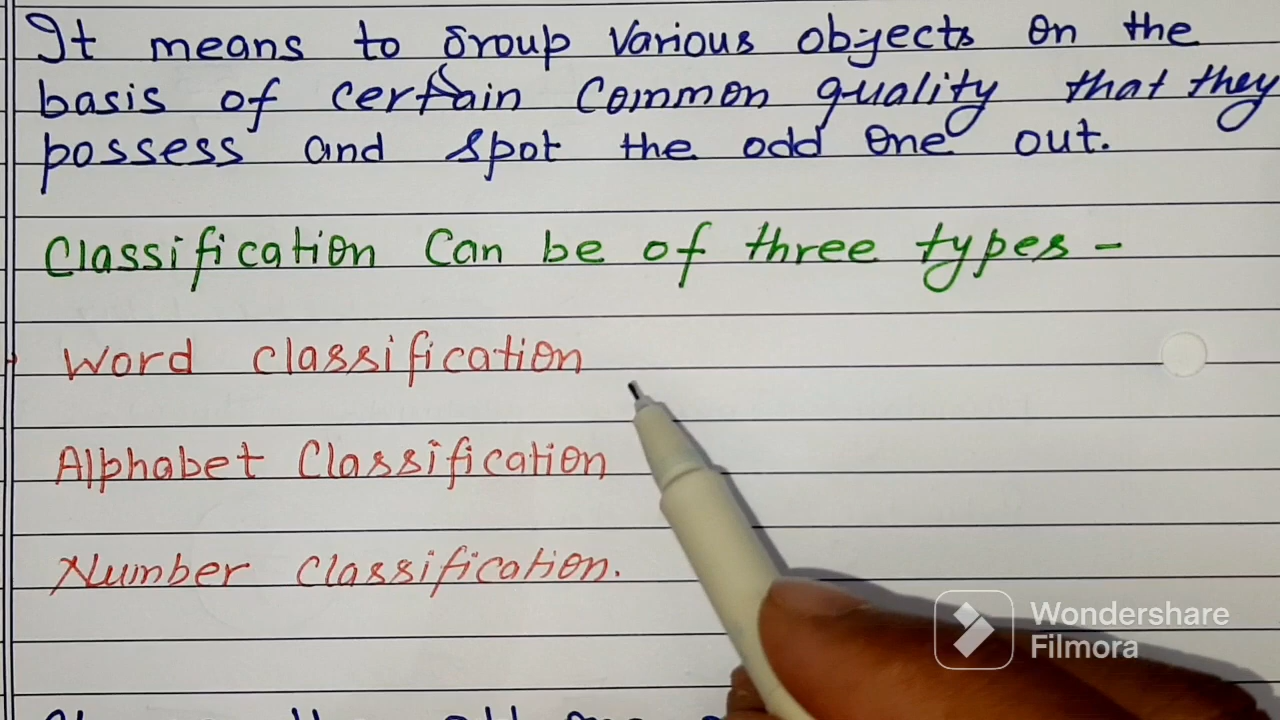 It means to Group Various objects on the
basis of certain Common quality that they
possess and spot the odd one out.
Classification Can be of three types -
Word Classification
Alphabet Classification
Number Classification.
Wondershare
Filmora